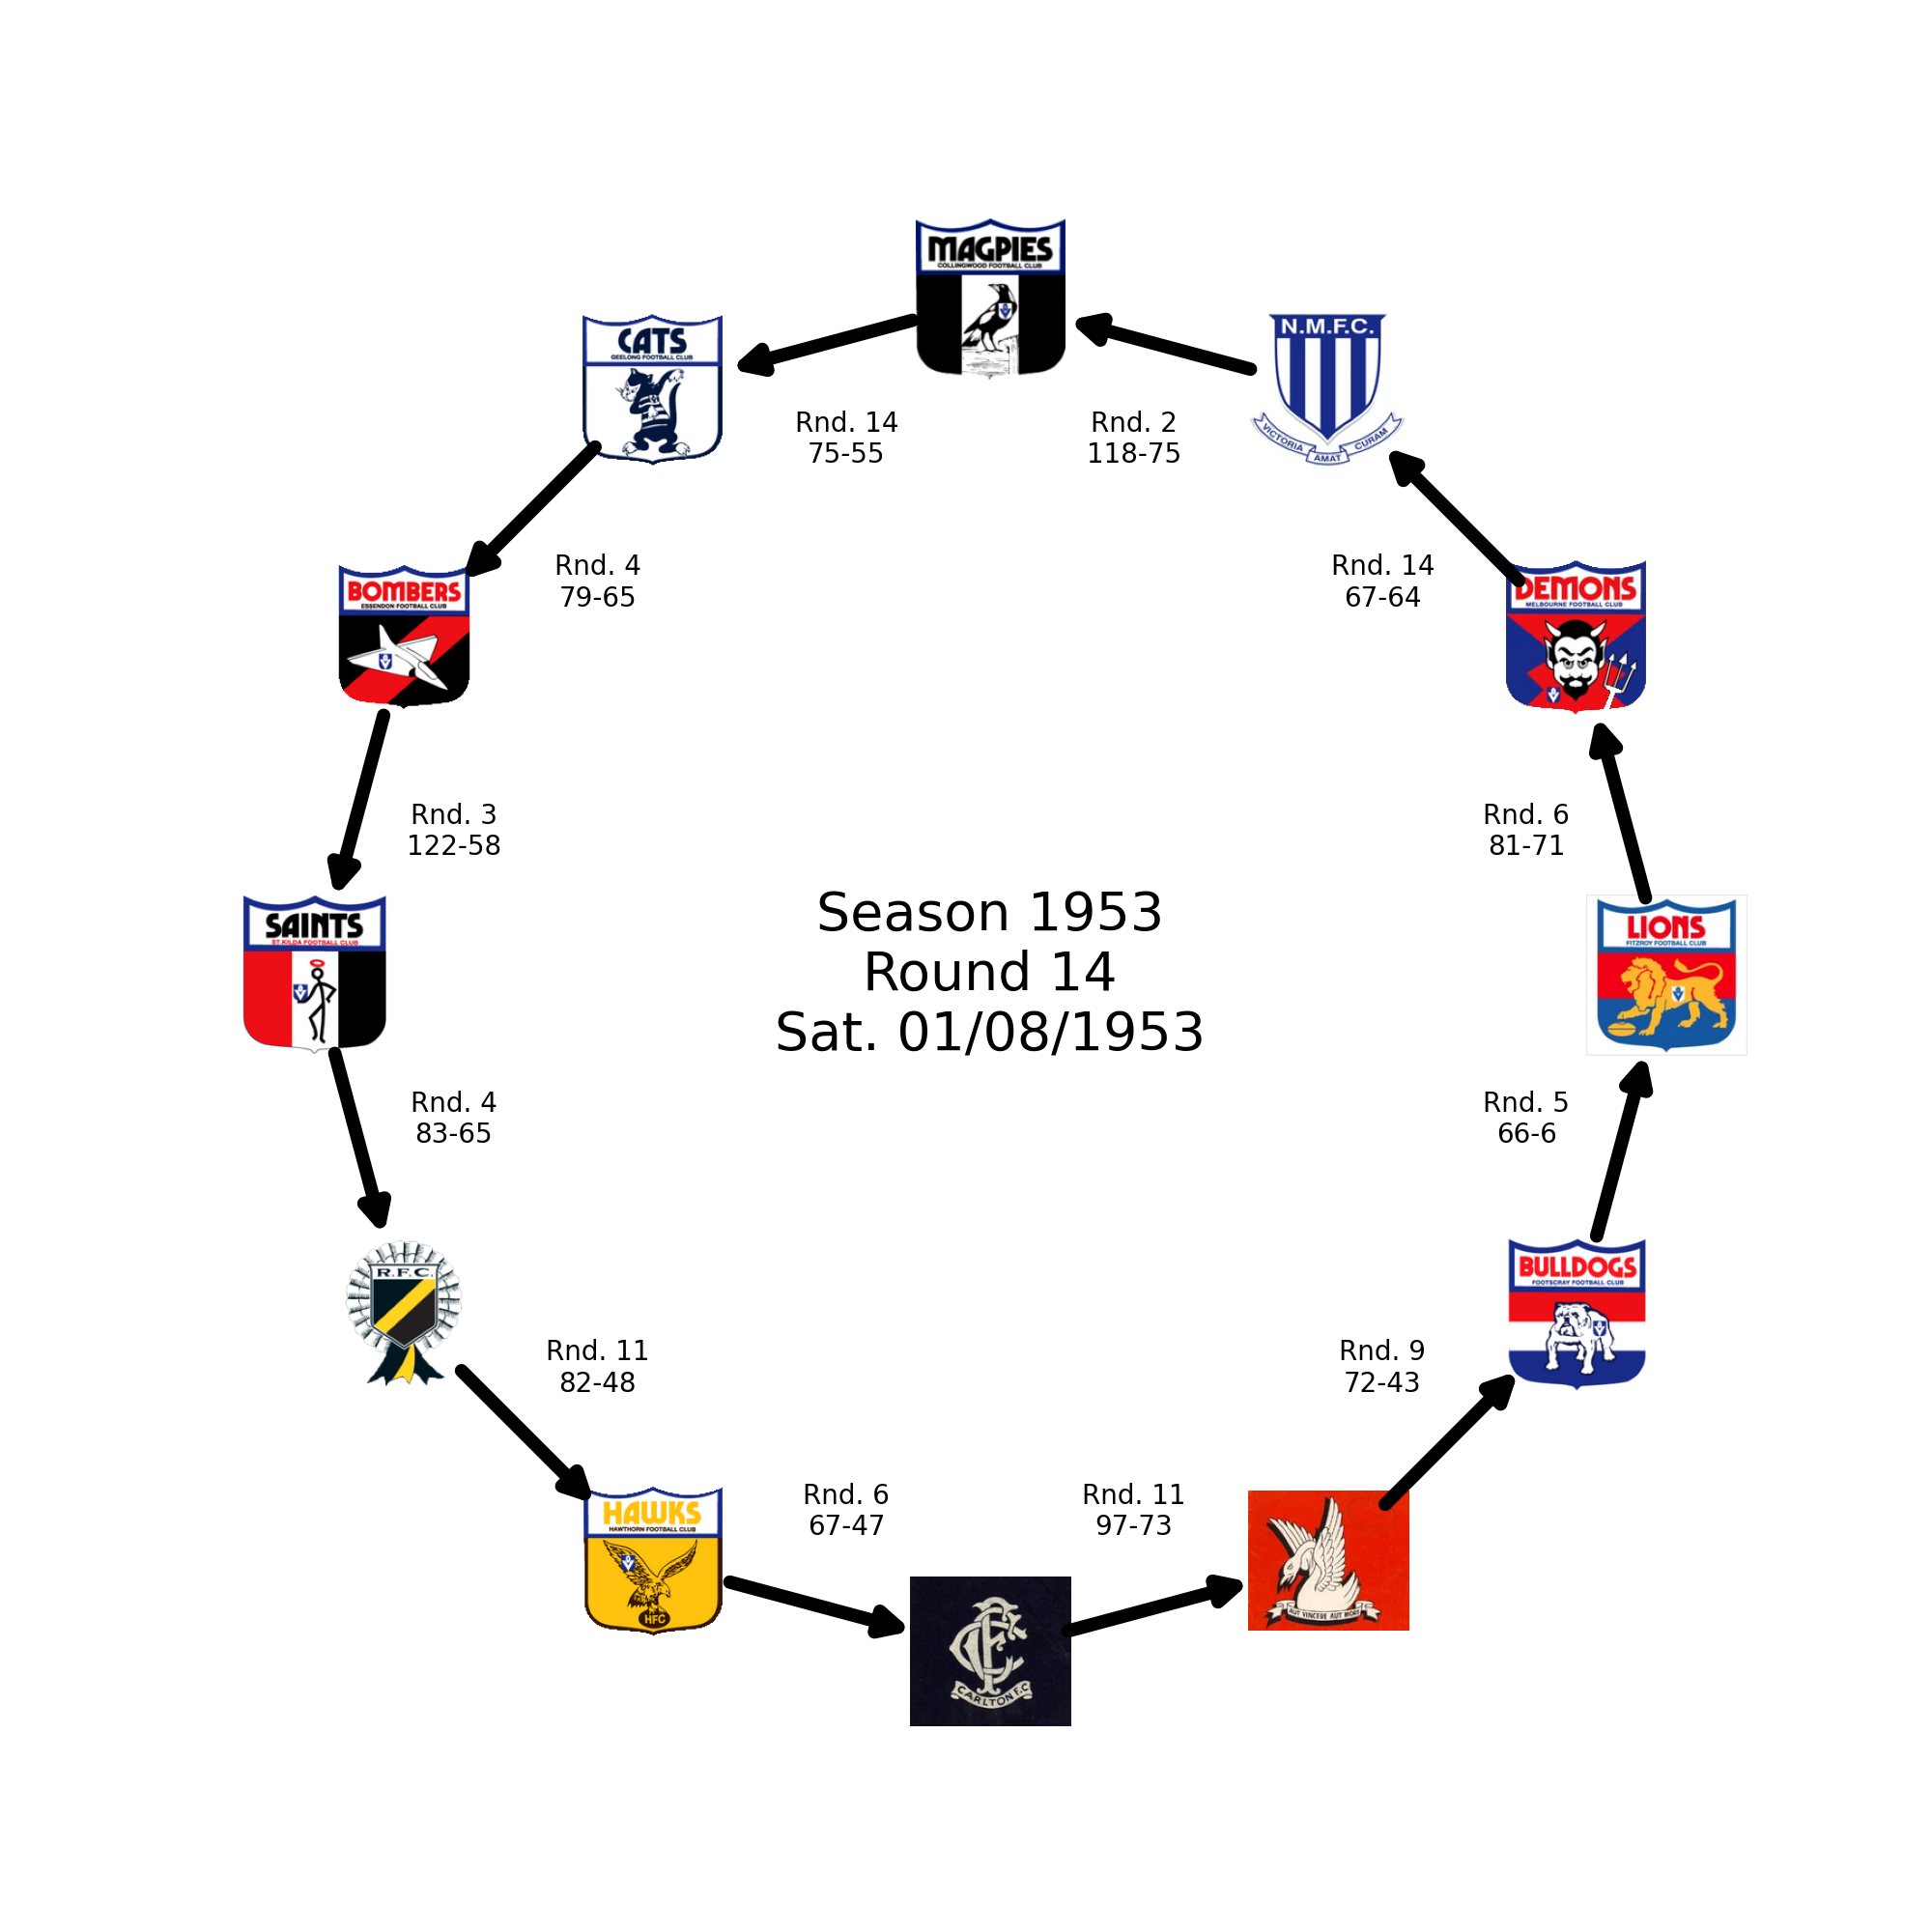 MAGPIES
COLLINGWOOD FOOTBALL CLUB
CATS
GEELONG FOOTBALL CLUB
N.M.F.C.
VICTORIA AMAT CURAM
Rnd. 14
75-55
Rnd. 2
118-75
BOMBERS
ESSENDON FOOTBALL CLUB
Rnd. 4
79-65
Rnd. 14
67-64
DEMONS
MELBOURNE FOOTBALL CLUB
Rnd. 3
122-58
Rnd. 6
81-71
SAINTS
ST.KILDA FOOTBALL CLUB
Season 1953
Round 14
Sat. 01/08/1953
LIONS
FITZROY FOOTBALL CLUB
Rnd. 4
83-65
Rnd. 5
66-6
R.F.C.
BULLDOGS
FOOTSCRAY FOOTBALL CLUB
Rnd. 11
82-48
Rnd. 9
72-43
HAWKS
HAWTHORN FOOTBALL CLUB
HFC
Rnd. 6
67-47
Rnd. 11
97-73
AUT VINCERE AUT MORI
CFC
CARLTON F.C